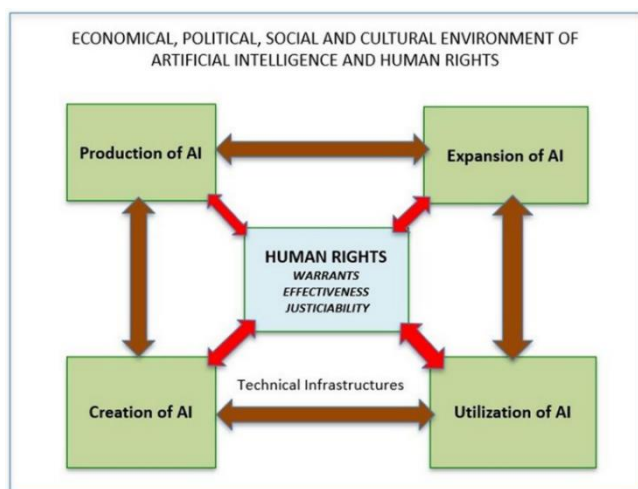 ECONOMICAL, POLITICAL, SOCIAL AND CULTURAL ENVIRONMENT OF
ARTIFICIAL INTELLIGENCE AND HUMAN RIGHTS
Production of AI
Expansion of AI
HUMAN RIGHTS
WARRANTS
EFFECTIVENESS
JUSTICIABILITY
Technical Infrastructures
Creation of AI
Utilization of AI